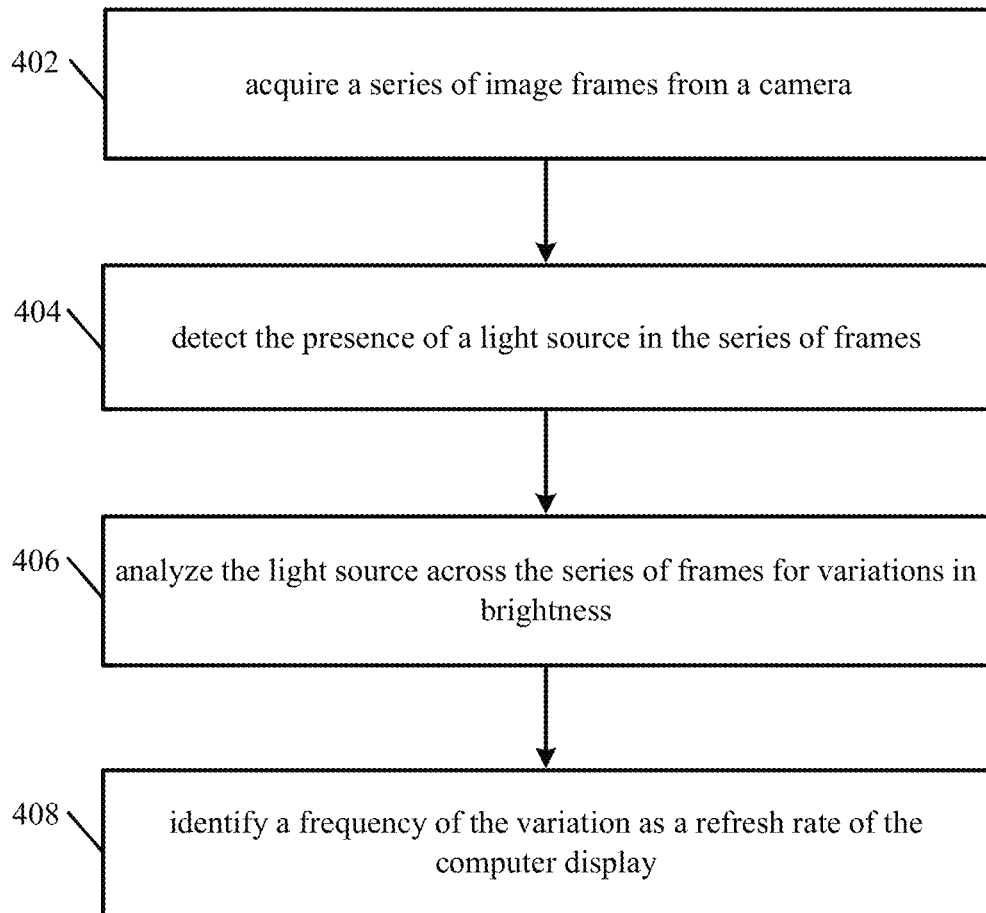 402
acquire a series of image frames from a camera
404
detect the presence of a light source in the series of frames
406
analyze the light source across the series of frames for variations in
brightness
408
identify a frequency of the variation as a refresh rate of the
computer display